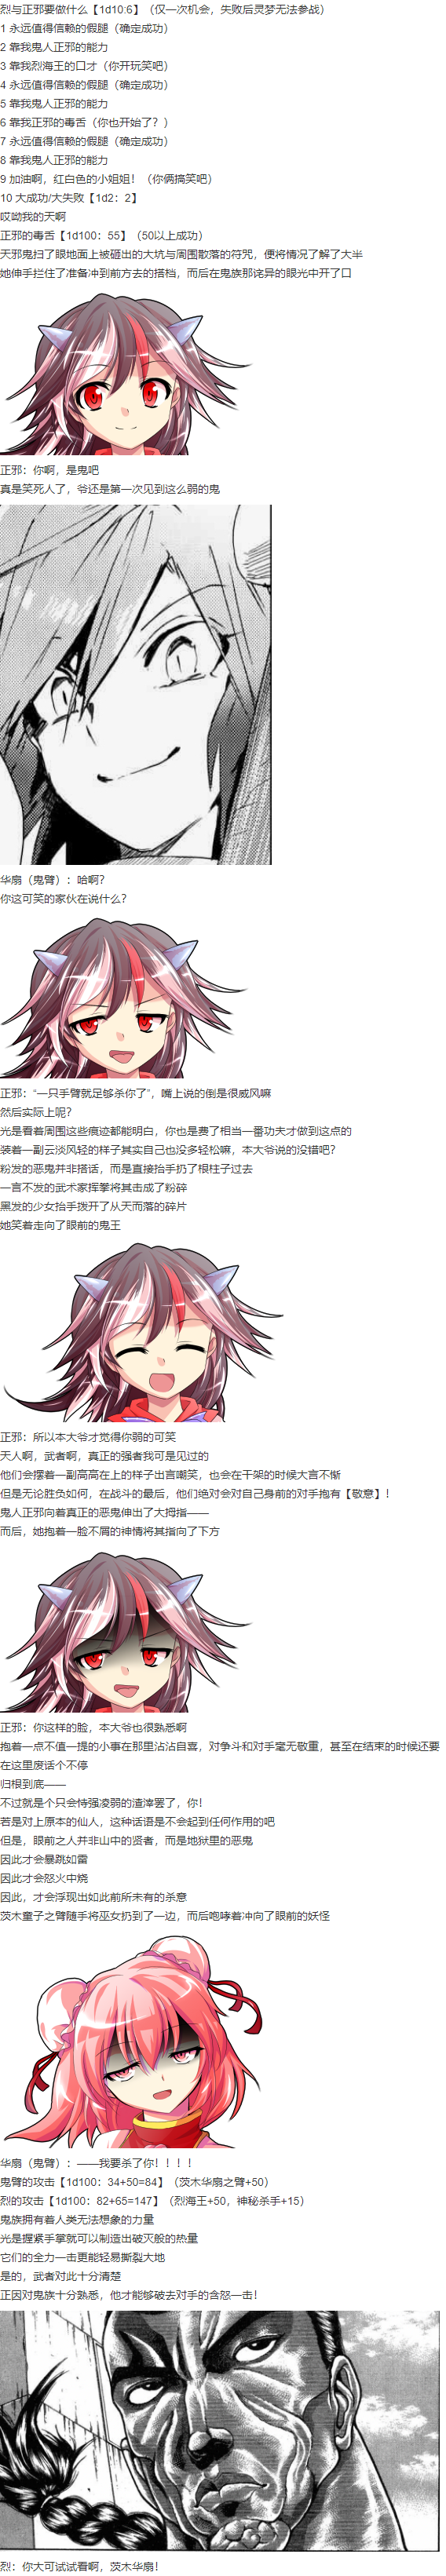 烈与正邪要做什么【1d10:6】（仅一次机会，失败后灵梦无法参战）
1 永远值得信赖的假腿（确定成功）
2 靠我鬼人正邪的能力
3 靠我烈海王的口才（你开玩笑吧）
4 永远值得信赖的假腿（确定成功）
5 靠我鬼人正邪的能力
6 靠我正邪的毒舌（你也开始了？）
7 永远值得信赖的假腿（确定成功）
8 靠我鬼人正邪的能力
9 加油啊，红白色的小姐姐！（你俩搞笑吧）
10 大成功/大失败【1d2：2】
哎呦我的天啊
正邪的毒舌【1d100：55】（50以上成功）
天邪鬼扫了眼地面上被砸出的大坑与周围散落的符咒，便将情况了解了大半
她伸手拦住了准备冲到前方去的搭档，而后在鬼族那诧异的眼光中开了口
正邪：你啊，是鬼吧
真是笑死人了，爷还是第一次见到这么弱的鬼
华扇（鬼臂）：哈啊？
你这可笑的家伙在说什么？
正邪：“一只手臂就足够杀你了”，嘴上说的倒是很威风嘛
然后实际上呢？
光是看着周围这些痕迹都能明白，你也是费了相当一番功夫才做到这点的
装着一副云淡风轻的样子其实自己也没多轻松嘛，本大爷说的没错吧？
粉发的恶鬼并非搭话，而是直接抬手扔了根柱子过去
一言不发的武术家挥拳将其击成了粉碎
黑发的少女抬手拨开了从天而落的碎片
她笑着走向了眼前的鬼王
正邪：所以本大爷才觉得你弱的可笑
天人啊，武者啊，真正的强者我可是见过的
他们会摆着一副高高在上的样子出言嘲笑，也会在干架的时候大言不惭
但是无论胜负如何，在战斗的最后，他们绝对会对自己身前的对手抱有【敬意】！
鬼人正邪向着真正的恶鬼伸出了大拇指——
而后，她抱着一脸不屑的神情将其指向了下方
正邪：你这样的脸，本大爷也很熟悉啊
抱着一点不值一提的小事在那里沾沾自喜，对争斗和对手毫无敬重，甚至在结束的时候还要在这里废话个不停
归根到底——
不过就是个只会恃强凌弱的渣滓罢了，你！
若是对上原本的仙人，这种话语是不会起到任何作用的吧
但是，眼前之人并非山中的贤者，而是地狱里的恶鬼
因此才会暴跳如雷
因此才会怒火中烧
因此，才会浮现出如此前所未有的杀意
茨木童子之臂随手将巫女扔到了一边，而后咆哮着冲向了眼前的妖怪
华扇（鬼臂）：——我要杀了你！！！！
鬼臂的攻击【1d100：34+50=84】（茨木华扇之臂+50）
烈的攻击【1d100：82+65=147】（烈海王+50，神秘杀手+15）
鬼族拥有着人类无法想象的力量
光是握紧手掌就可以制造出破灭般的热量
它们的全力一击更能轻易撕裂大地
是的，武者对此十分清楚
正因对鬼族十分熟悉，他才能够破去对手的含怒一击！
烈：你大可试试看啊，茨木华扇！